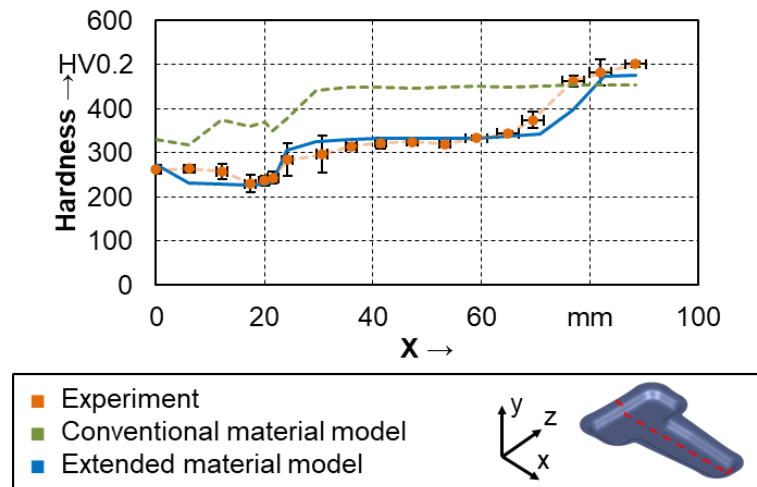 600
HV0.2
400
300
200
100
0
Hardness →
0 20 40 60 mm 100
X →
Experiment
Conventional material model
Extended material model
y
z
x